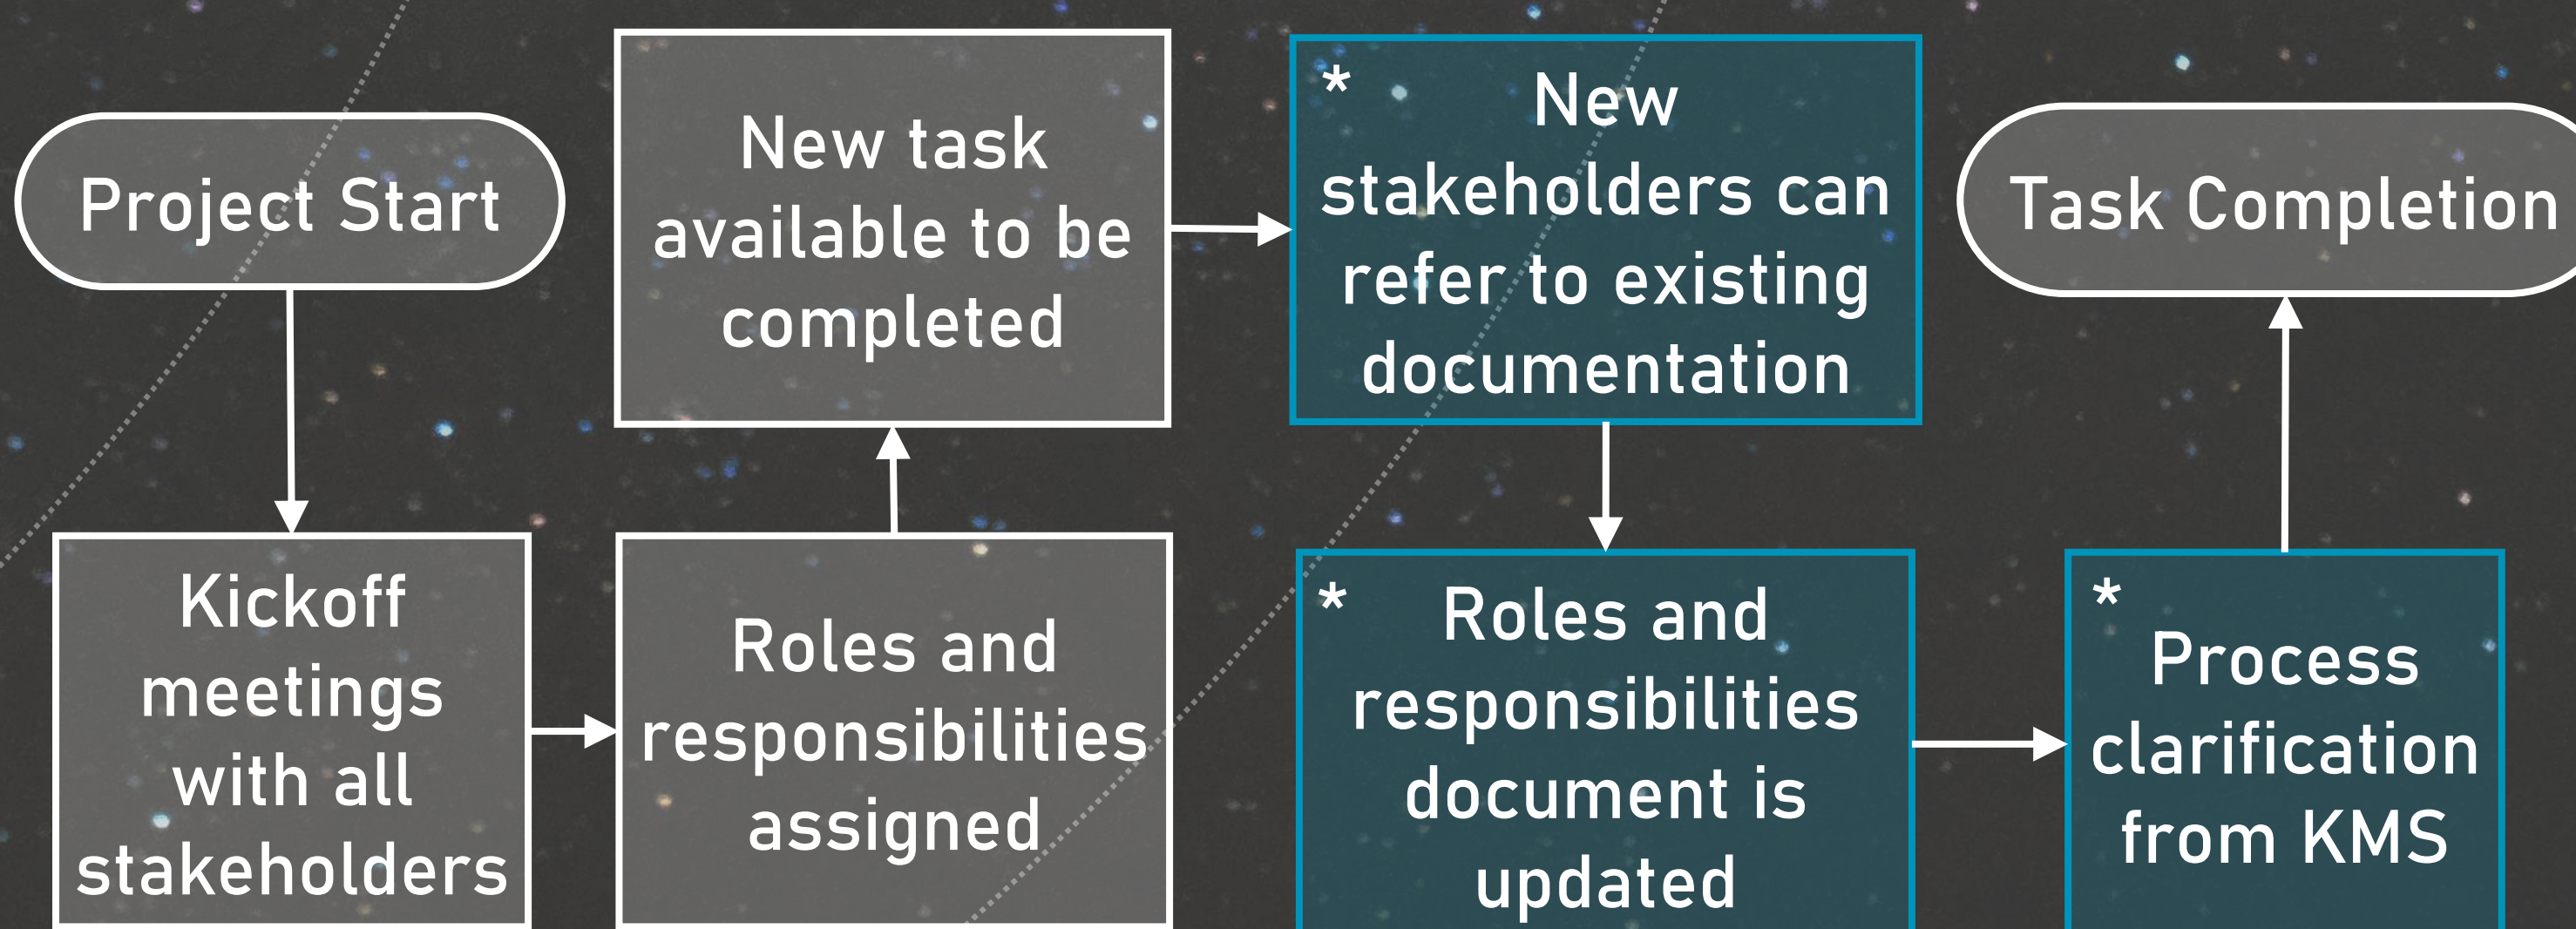 Project Start
Kickoff
meetings
with all
stakeholders
Roles and
responsibilities
assigned
New task
available to be
completed
* New
stakeholders can
refer to existing
documentation
* Roles and
responsibilities
document is
updated
*
Process
clarification
from KMS
Task Completion